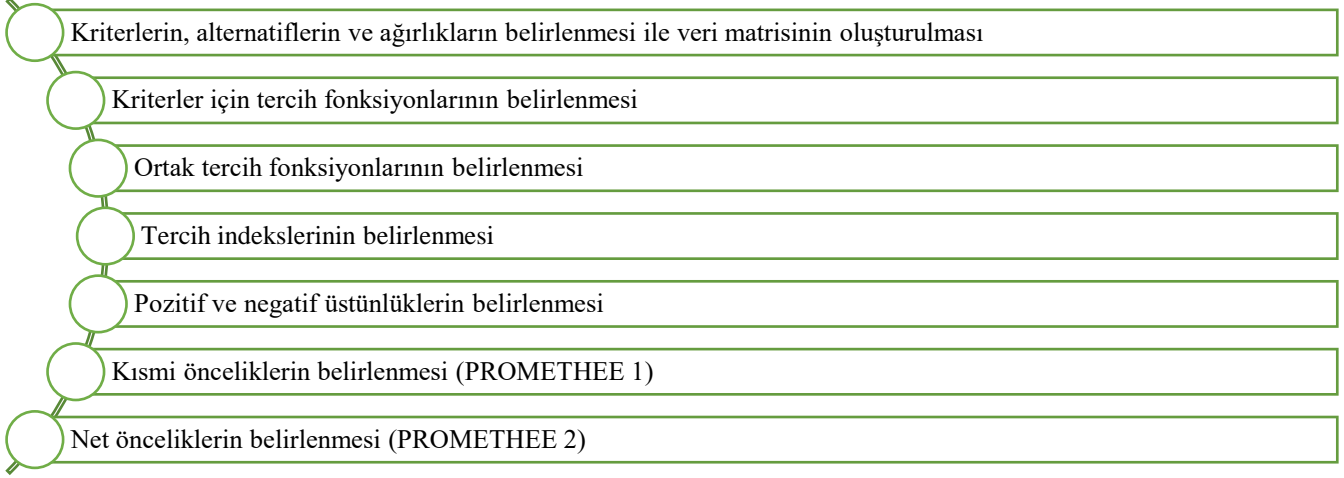 Kriterlerin, alternatiflerin ve ağırlıkların belirlenmesi ile veri matrisinin oluşturulması
Kriterler için tercih fonksiyonlarının belirlenmesi
Ortak tercih fonksiyonlarının belirlenmesi
Tercih indekslerinin belirlenmesi
Pozitif ve negatif üstünlüklerin belirlenmesi
Kısmi önceliklerin belirlenmesi (PROMETHEE 1)
Net önceliklerin belirlenmesi (PROMETHEE 2)